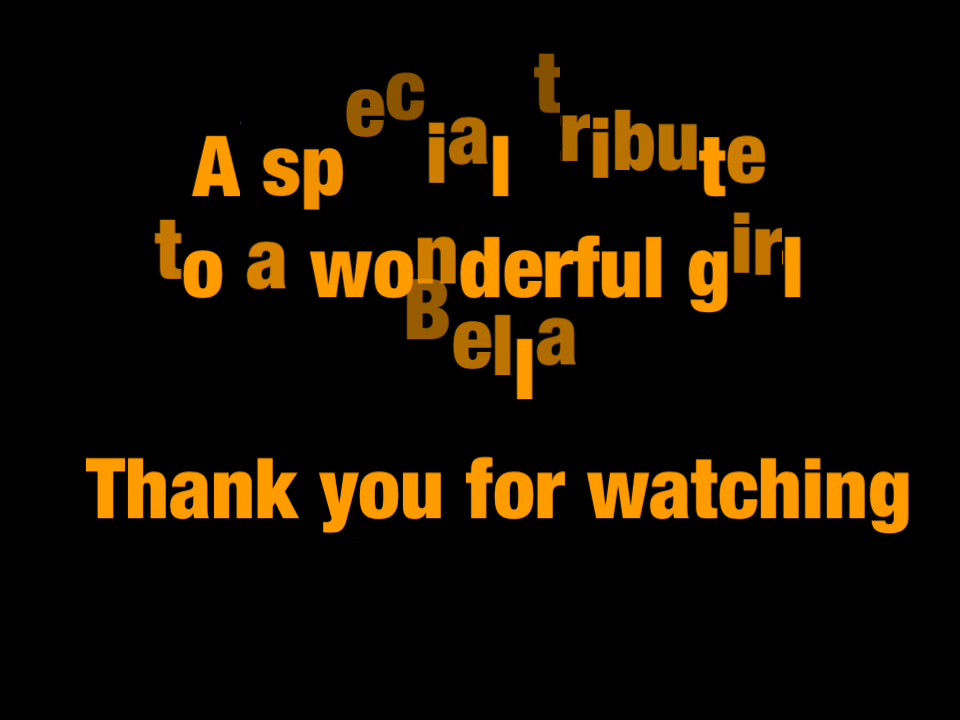 A special tribute
to a wonderful girl
Bella
Thank you for watching